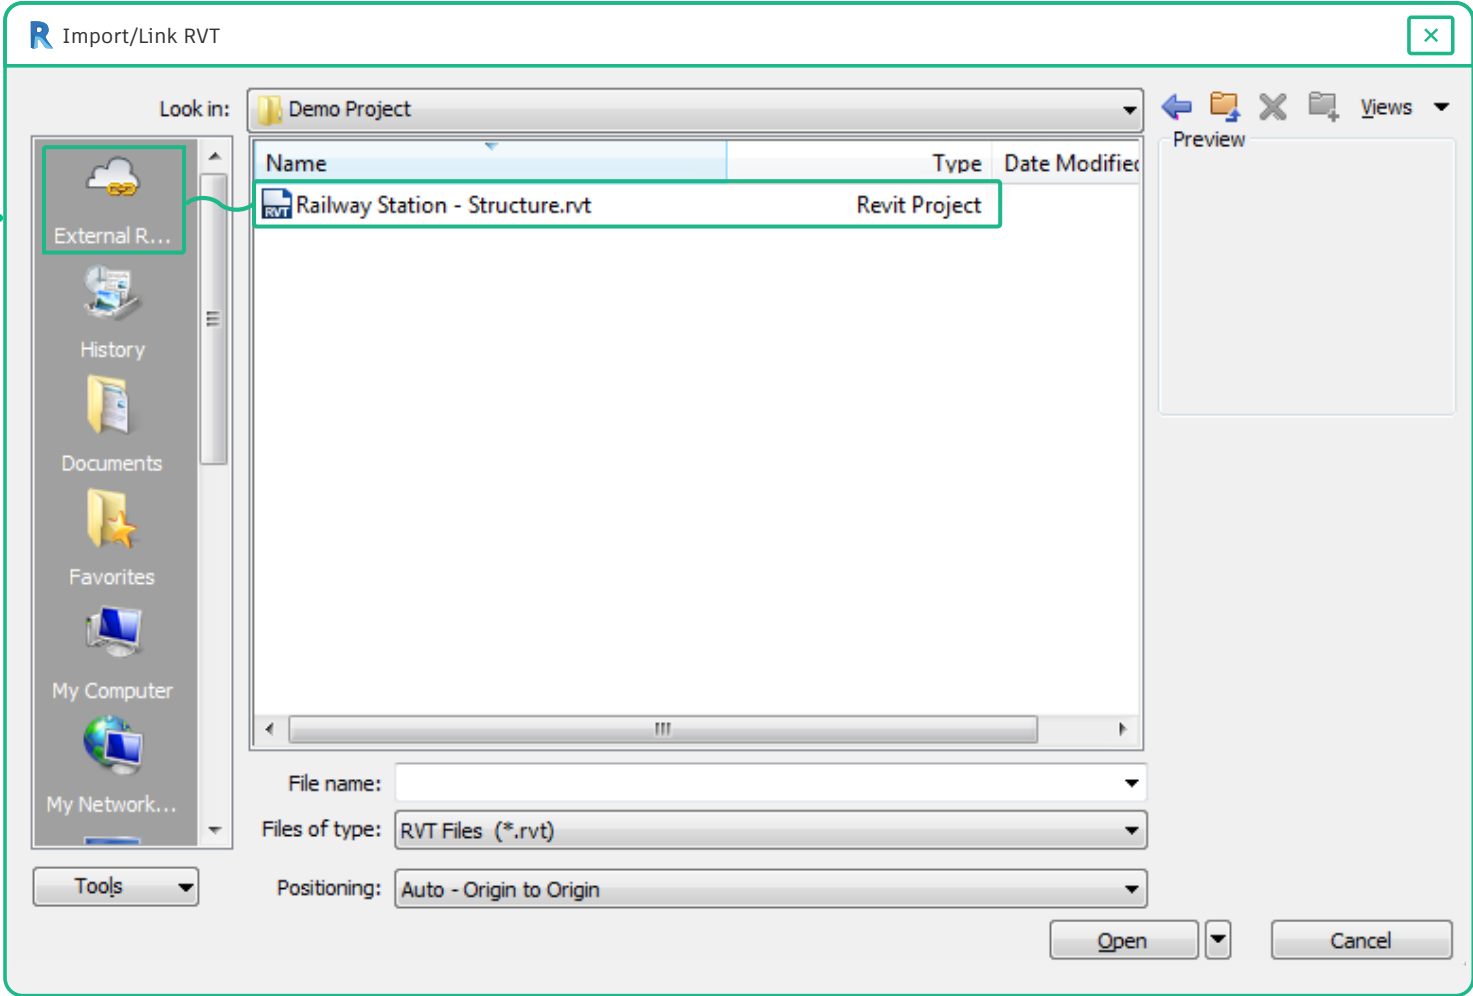 Import/Link RVT
Look in:
Demo Project
Views
Preview
Name
Type
Date Modified
RVT
Railway Station - Structure.rvt
Revit Project
External R...
History
Documents
Favorites
My Computer
My Network...
File name:
Files of type:
RVT Files (*.rvt)
Positioning:
Auto - Origin to Origin
Tools
Open
Cancel